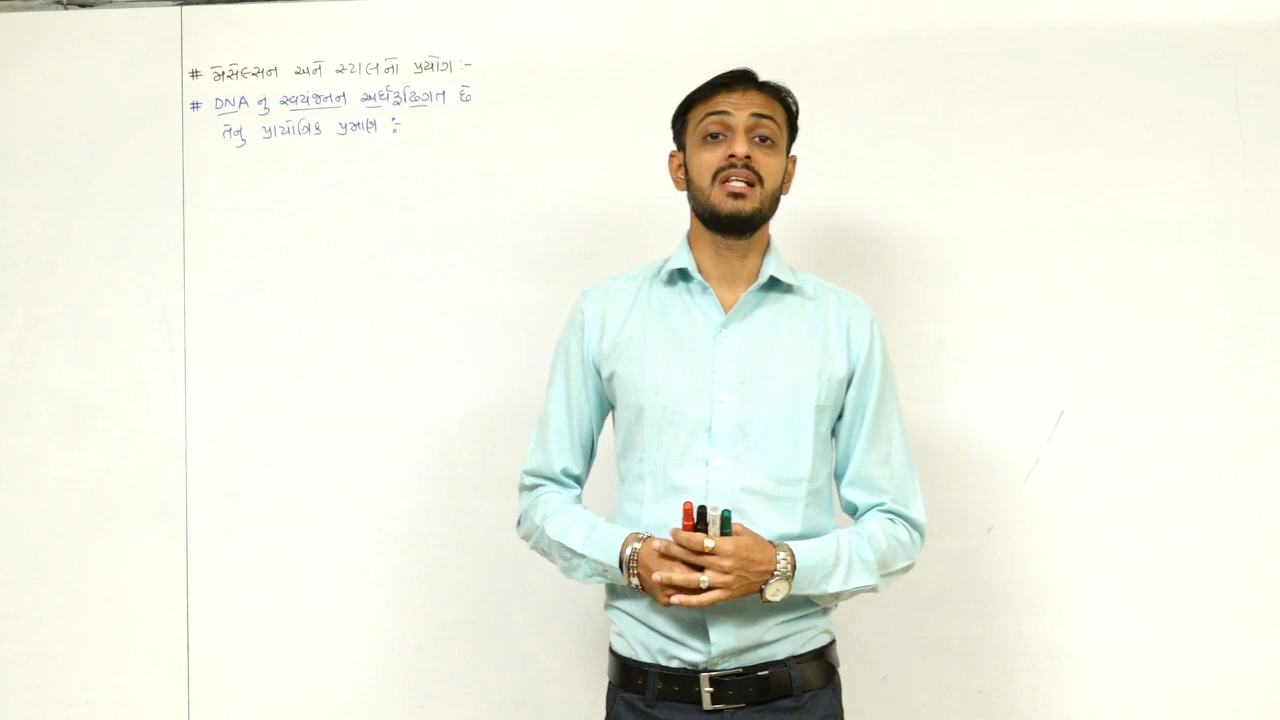 # મેસેલ્સન અને સ્ટાલનો પ્રયોગ :-
# DNA નું સ્વયંજનન અર્ધરૂઢિગત છે
તેનું પ્રાયોગિક પ્રમાણ :-